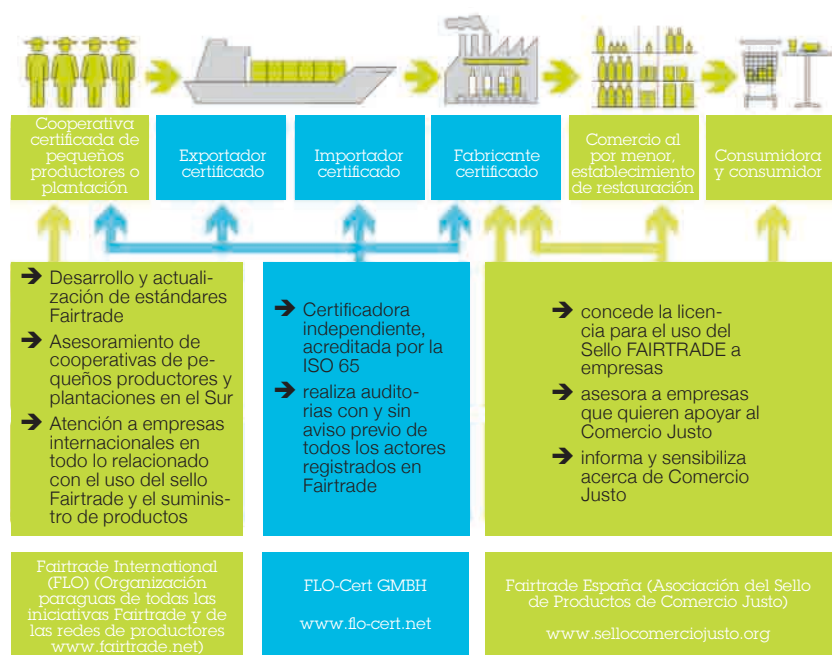 Cooperativa
certificada de
pequeños
productores o
plantación
Exportador
certificado
Importador
certificado
Fabricante
certificado
Comercio al
por menor,
establecimiento
de restauración
Consumidora
y consumidor
➔ Desarrollo y actuali-
zación de estándares
Fairtrade
➔ Asesoramiento de
cooperativas de pe-
queños productores y
plantaciones en el Sur
➔ Atención a empresas
internacionales en
todo lo relacionado
con el uso del sello
Fairtrade y el suminis-
tro de productos
➔ Certificadora
independiente,
acreditada por la
ISO 65
➔ realiza audito-
rias con y sin
aviso previo de
todos los actores
registrados en
Fairtrade
➔ concede la licen-
cia para el uso del
Sello FAIRTRADE a
empresas
➔ asesora a empresas
que quieren apoyar al
Comercio Justo
➔ informa y sensibiliza
acerca de Comercio
Justo
Fairtrade International
(FLO) (Organización
paraguas de todas las
iniciativas Fairtrade y de
las redes de productores
www.fairtrade.net)
FLO-Cert GMBH
www.flo-cert.net
Fairtrade España (Asociación del Sello
de Productos de Comercio Justo)
www.sellocomerciojusto.org